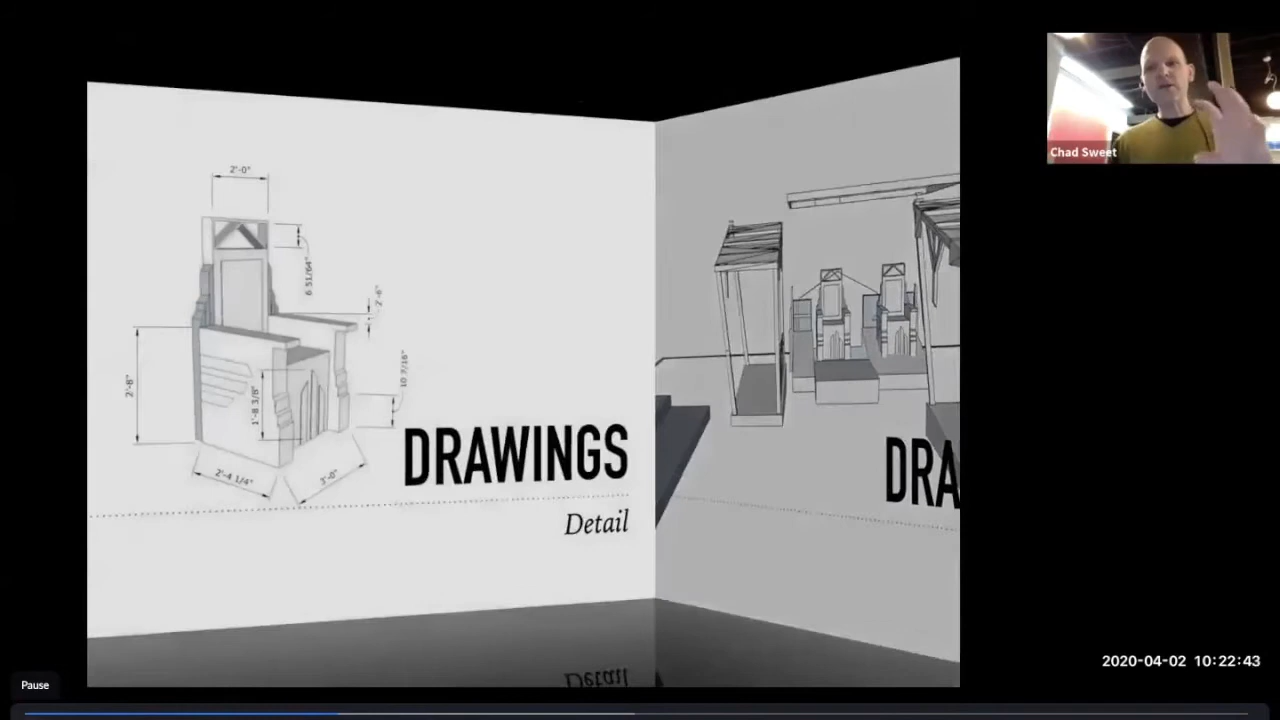 2'-0"
6 51/64"
2'-6"
2'-8"
1'-8 3/8"
10 7/16"
2'-4 1/4"
3'-0"
DRAWINGS
Detail
DRA
Detail
Chad Sweet
2020-04-02 10:22:43
Pause